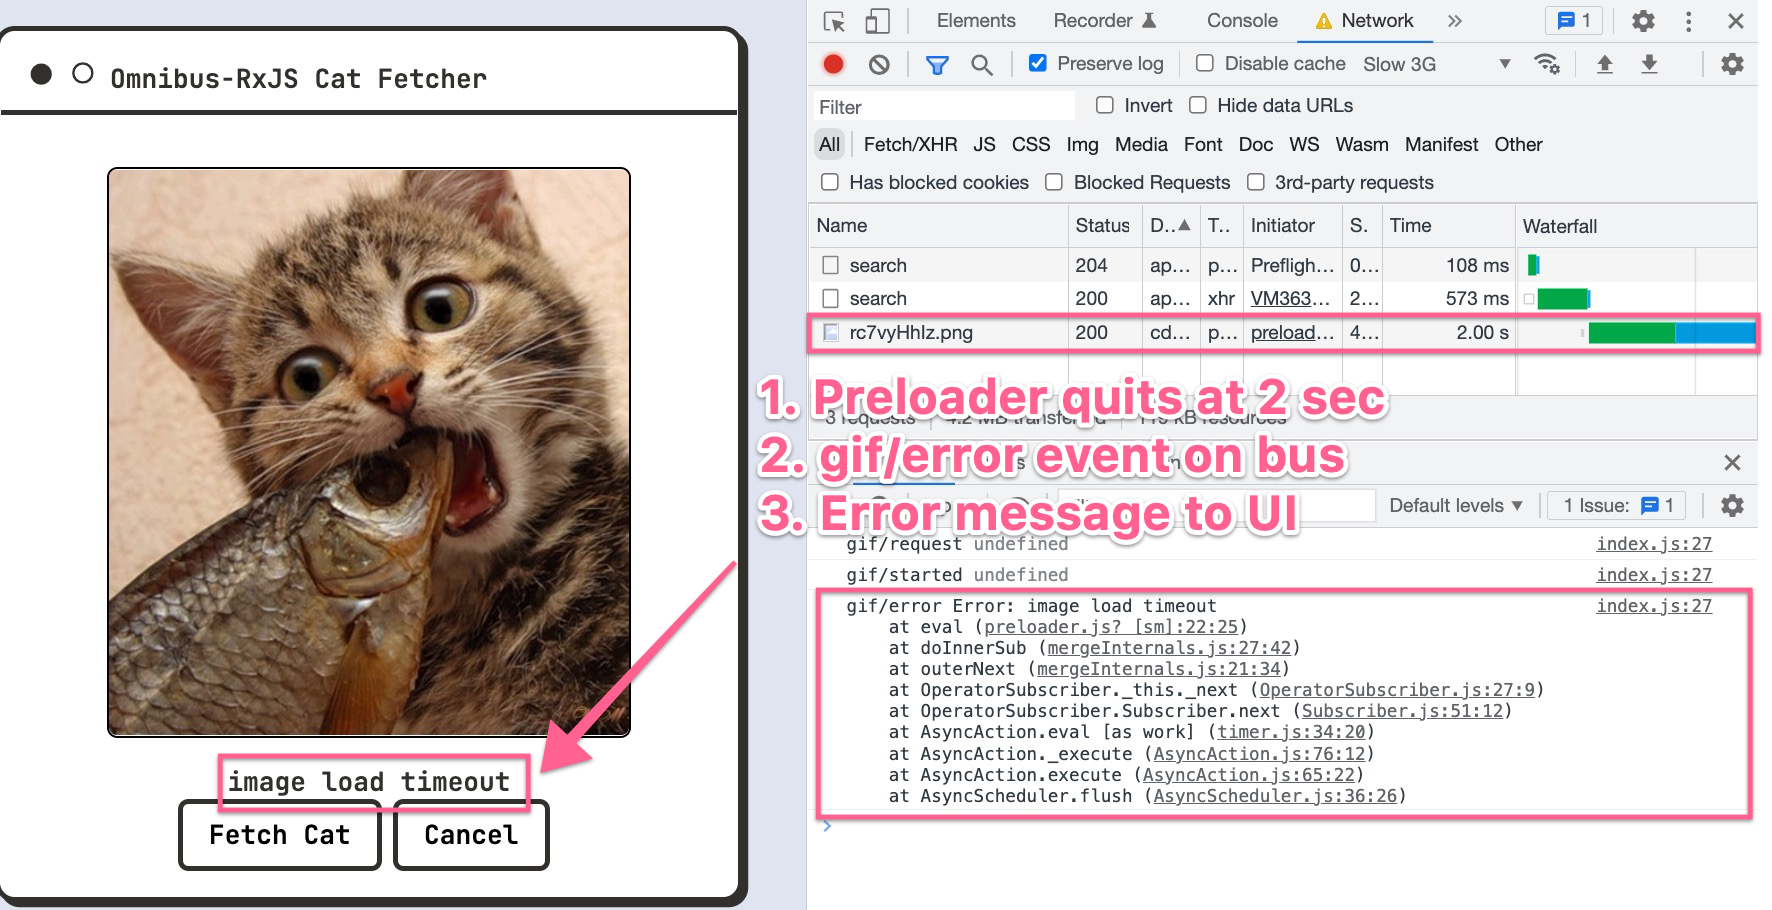 Omnibus-RxJS Cat Fetcher
image load timeout
Fetch Cat
Cancel
Elements Recorder Console Network 1
Preserve log Disable cache Slow 3G
Filter Invert Hide data URLs
All Fetch/XHR JS CSS Img Media Font Doc WS Wasm Manifest Other
Has blocked cookies Blocked Requests 3rd-party requests
Name Status D.. T.. Initiator S. Time Waterfall
search 204 ap... p... Prefligh... 0... 108 ms
search 200 ap... xhr VM363... 2... 573 ms
rc7vyHhIz.png 200 cd... p... preload... 4... 2.00 s
1. Preloader quits at 2 sec
3 requests 4.2 MB transferred 119 kB resources
2. gif/error event on bus
3. Error message to UI
Default levels 1 Issue: 1
gif/request undefined index.js:27
gif/started undefined index.js:27
gif/error Error: image load timeout index.js:27
at eval (preloader.js? [sm]:22:25)
at doInnerSub (mergeInternals.js:27:42)
at outerNext (mergeInternals.js:21:34)
at OperatorSubscriber._this._next (OperatorSubscriber.js:27:9)
at OperatorSubscriber.Subscriber.next (Subscriber.js:51:12)
at AsyncAction.eval [as work] (timer.js:34:20)
at AsyncAction._execute (AsyncAction.js:76:12)
at AsyncAction.execute (AsyncAction.js:65:22)
at AsyncScheduler.flush (AsyncScheduler.js:36:26)